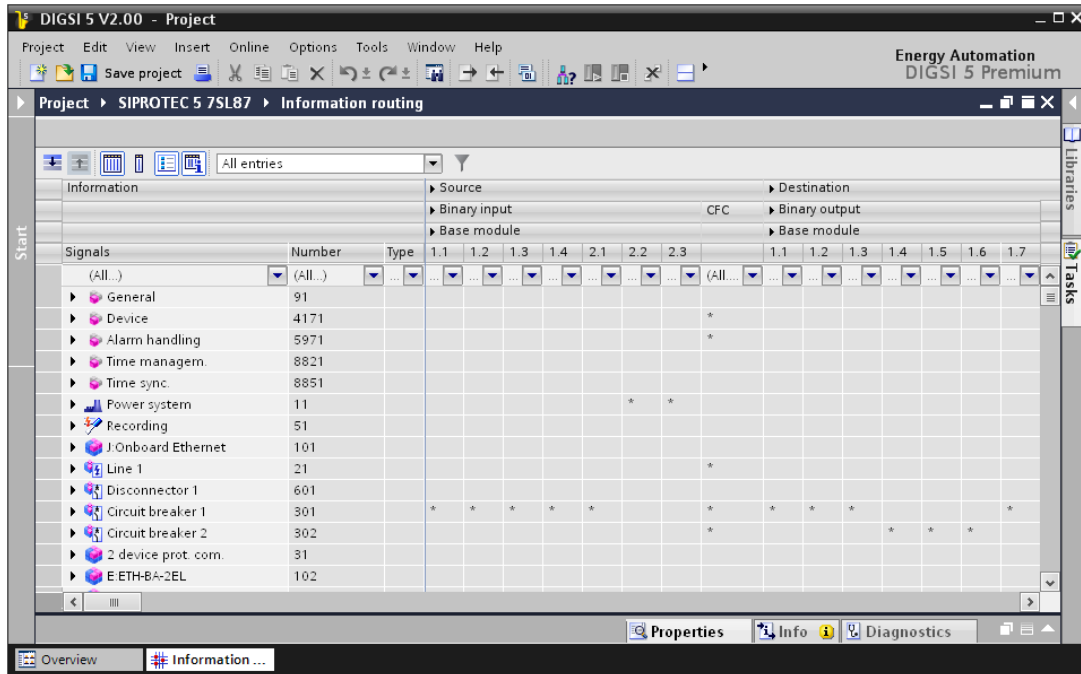 DIGSI 5 V2.00 - Project
Project Edit View Insert Online Options Tools Window Help
Energy Automation
DIGSI 5 Premium
Save project
Project SIPROTEC 5 7SL87 Information routing
Start
Libraries
Tasks
All entries
Information Source Destination
Binary input CFC Binary output
Base module Base module
Signals Number Type 1.1 1.2 1.3 1.4 2.1 2.2 2.3 1.1 1.2 1.3 1.4 1.5 1.6 1.7
(All...) (All...) ... ... ... ... ... ... ... ... (All... ... ... ... ... ... ... ...
General 91
Device 4171 *
Alarm handling 5971 *
Time managem. 8821
Time sync. 8851
Power system 11 * *
Recording 51
J:Onboard Ethernet 101
Line 1 21 *
Disconnector 1 601
Circuit breaker 1 301 * * * * * * * * * *
Circuit breaker 2 302 * * * *
2 device prot. com. 31
E:ETH-BA-2EL 102
Properties Info Diagnostics
Overview Information ...